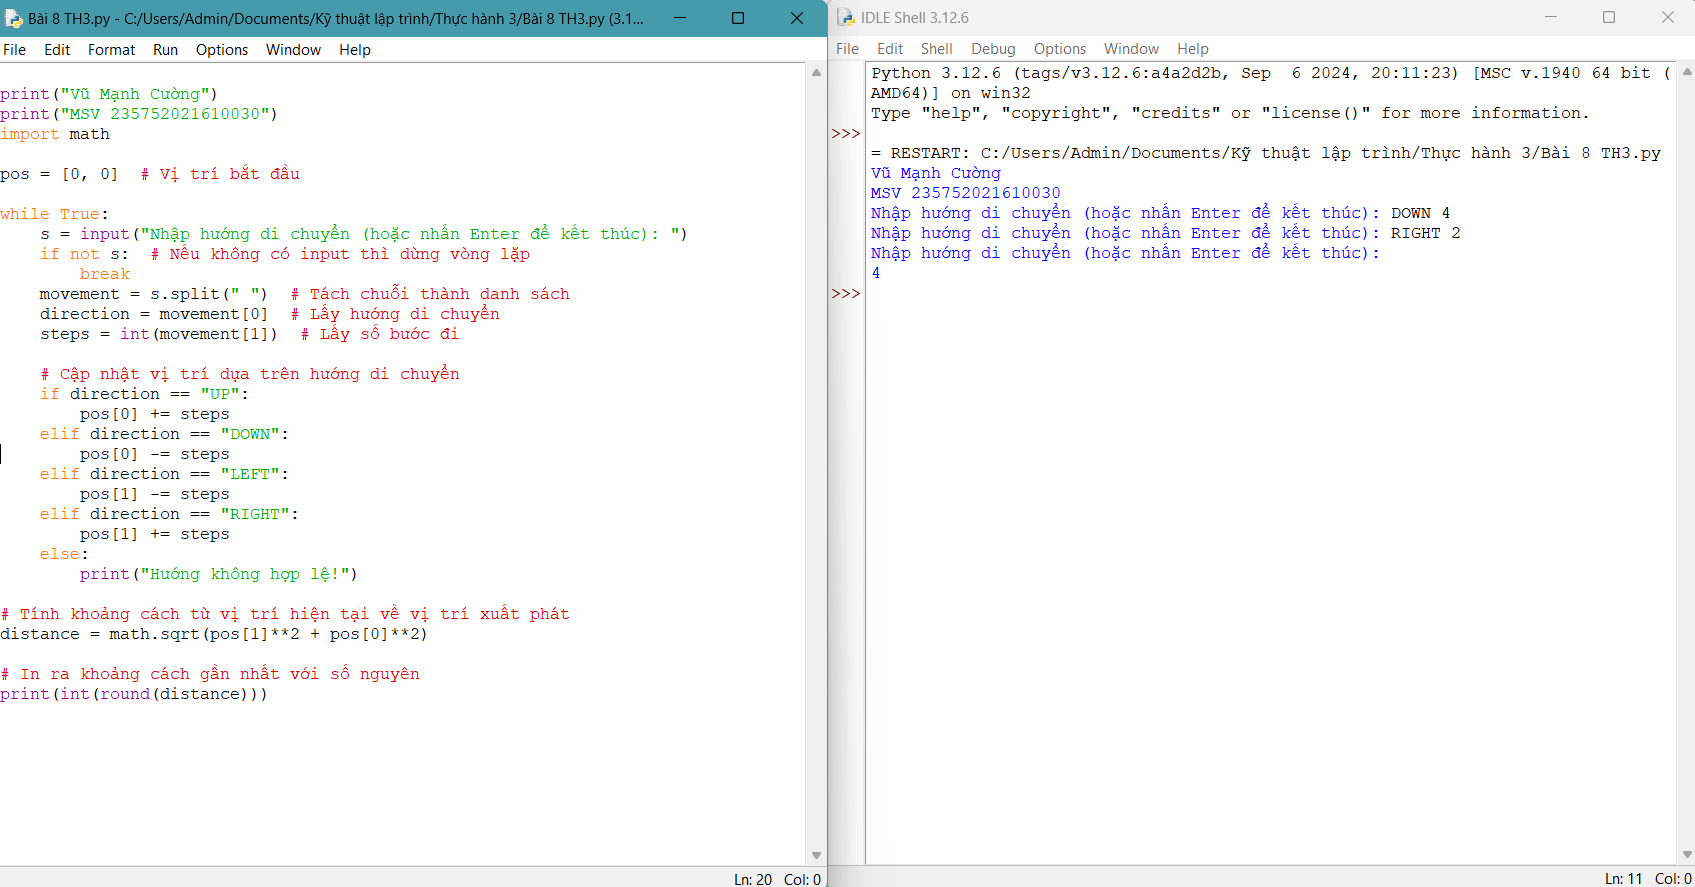 Bài 8 TH3.py - C:/Users/Admin/Documents/Kỹ thuật lập trình/Thực hành 3/Bài 8 TH3.py (3.1...
File Edit Format Run Options Window Help
print("Vũ Mạnh Cường")
print("MSV 235752021610030")
import math
pos = [0, 0]  # Vị trí bắt đầu
while True:
    s = input("Nhập hướng di chuyển (hoặc nhấn Enter để kết thúc): ")
    if not s:  # Nếu không có input thì dừng vòng lặp
        break
    movement = s.split(" ")  # Tách chuỗi thành danh sách
    direction = movement[0]  # Lấy hướng di chuyển
    steps = int(movement[1])  # Lấy số bước đi
    # Cập nhật vị trí dựa trên hướng di chuyển
    if direction == "UP":
        pos[0] += steps
    elif direction == "DOWN":
        pos[0] -= steps
    elif direction == "LEFT":
        pos[1] -= steps
    elif direction == "RIGHT":
        pos[1] += steps
    else:
        print("Hướng không hợp lệ!")
# Tính khoảng cách từ vị trí hiện tại về vị trí xuất phát
distance = math.sqrt(pos[1]**2 + pos[0]**2)
# In ra khoảng cách gần nhất với số nguyên
print(int(round(distance)))
Ln: 20 Col: 0
IDLE Shell 3.12.6
File Edit Shell Debug Options Window Help
Python 3.12.6 (tags/v3.12.6:a4a2d2b, Sep  6 2024, 20:11:23) [MSC v.1940 64 bit (
AMD64)] on win32
Type "help", "copyright", "credits" or "license()" for more information.
>>>
= RESTART: C:/Users/Admin/Documents/Kỹ thuật lập trình/Thực hành 3/Bài 8 TH3.py
Vũ Mạnh Cường
MSV 235752021610030
Nhập hướng di chuyển (hoặc nhấn Enter để kết thúc): DOWN 4
Nhập hướng di chuyển (hoặc nhấn Enter để kết thúc): RIGHT 2
Nhập hướng di chuyển (hoặc nhấn Enter để kết thúc):
4
>>>
Ln: 11 Col: 0